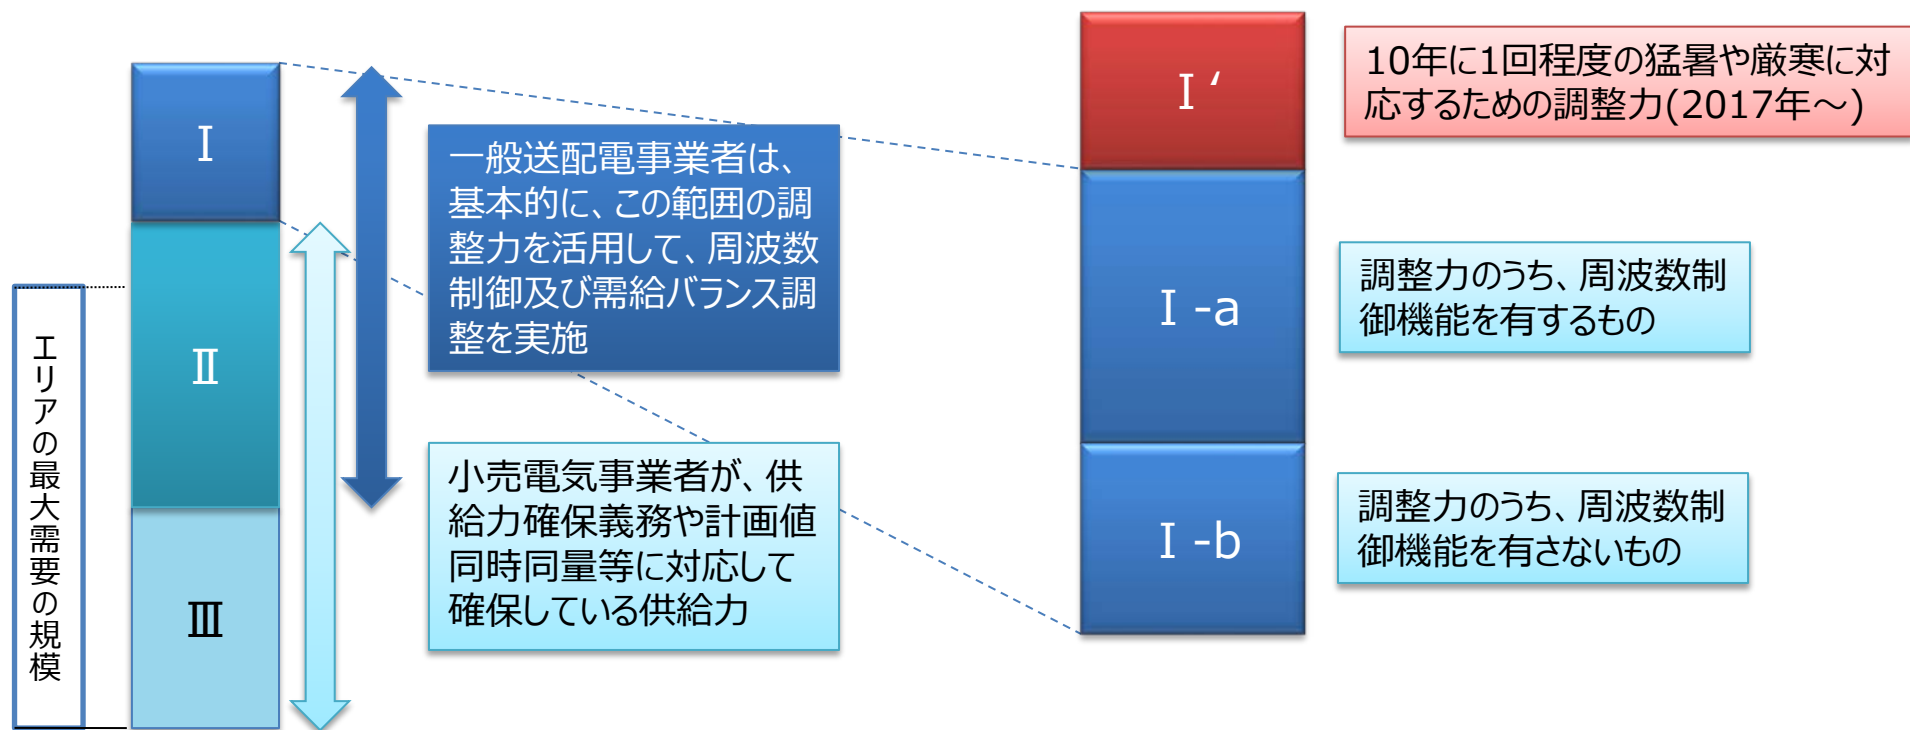 エリアの最大需要の規模
Ⅰ
Ⅱ
Ⅲ
一般送配電事業者は、
基本的に、この範囲の調
整力を活用して、周波数
制御及び需給バランス調
整を実施
小売電気事業者が、供
給力確保義務や計画値
同時同量等に対応して
確保している供給力
Ⅰ‘
Ⅰ-a
Ⅰ-b
10年に1回程度の猛暑や厳寒に対
応するための調整力(2017年～)
調整力のうち、周波数制
御機能を有するもの
調整力のうち、周波数制
御機能を有さないもの